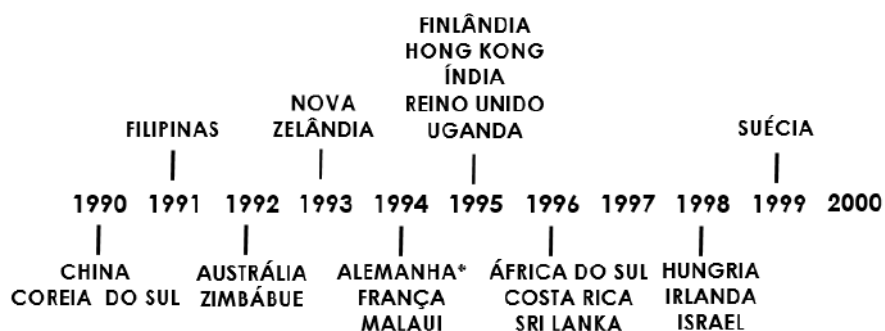 FINLÂNDIA
HONG KONG
ÍNDIA
REINO UNIDO
UGANDA
NOVA
ZELÂNDIA
FILIPINAS
SUÉCIA
1990 1991 1992 1993 1994 1995 1996 1997 1998 1999 2000
CHINA
COREIA DO SUL
AUSTRÁLIA
ZIMBÁBUE
ALEMANHA*
FRANÇA
MALAUI
ÁFRICA DO SUL
COSTA RICA
SRI LANKA
HUNGRIA
IRLANDA
ISRAEL